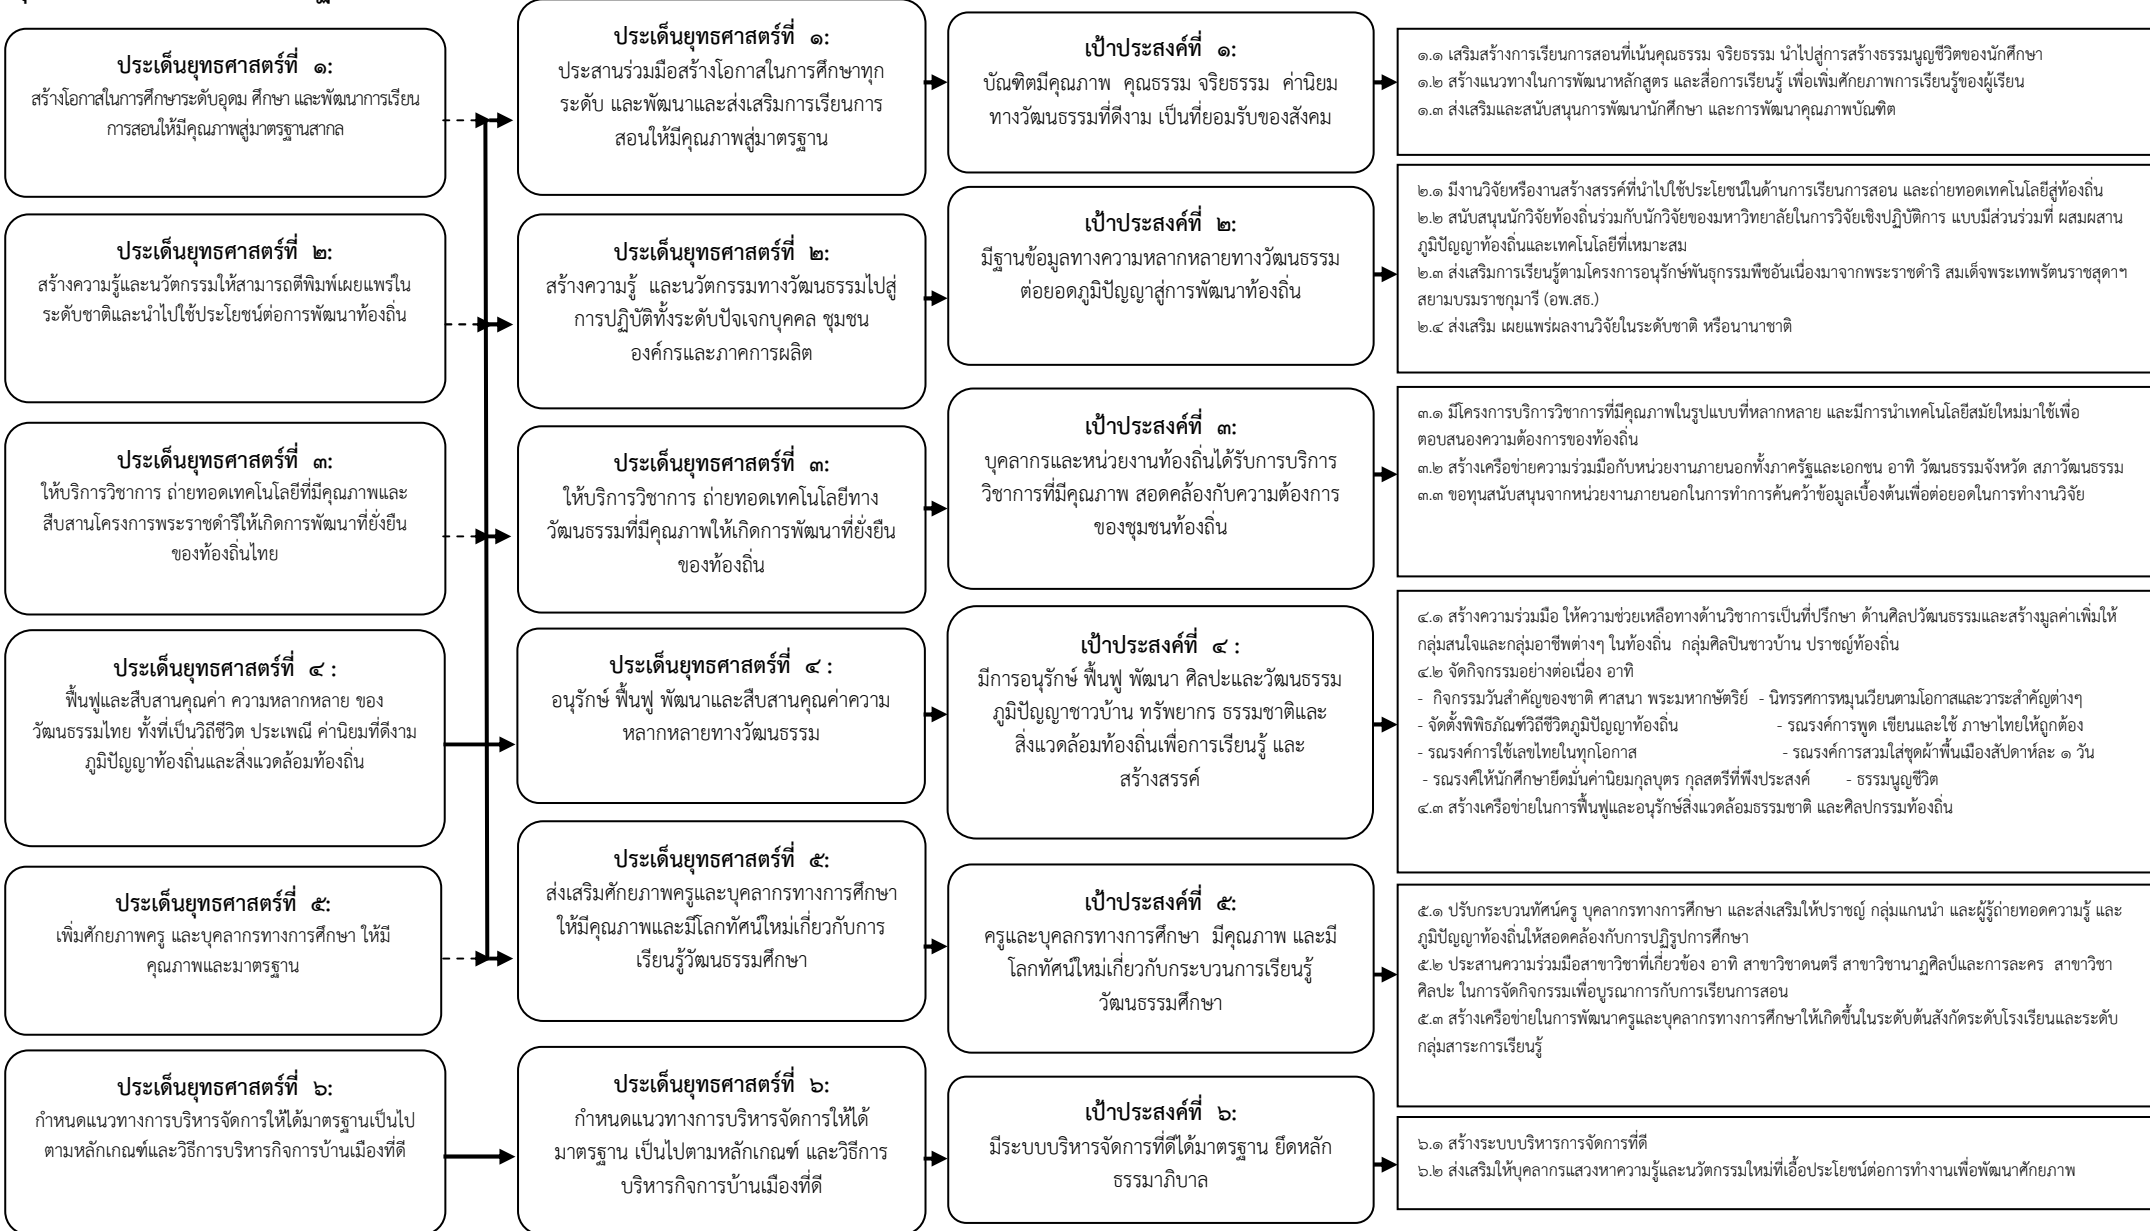 ประเด็นยุทธศาสตร์ที่ ๑:
สร้างโอกาสในการศึกษาระดับอุดม ศึกษา และพัฒนาการเรียน
การสอนให้มีคุณภาพสู่มาตรฐานสากล
ประเด็นยุทธศาสตร์ที่ ๒:
สร้างความรู้และนวัตกรรมให้สามารถตีพิมพ์เผยแพร่ใน
ระดับชาติและนำไปใช้ประโยชน์ต่อการพัฒนาท้องถิ่น
ประเด็นยุทธศาสตร์ที่ ๓:
ให้บริการวิชาการ ถ่ายทอดเทคโนโลยีที่มีคุณภาพและ
สืบสานโครงการพระราชดำริให้เกิดการพัฒนาที่ยั่งยืน
ของท้องถิ่นไทย
ประเด็นยุทธศาสตร์ที่ ๔ :
ฟื้นฟูและสืบสานคุณค่า ความหลากหลาย ของ
วัฒนธรรมไทย ทั้งที่เป็นวิถีชีวิต ประเพณี ค่านิยมที่ดีงาม
ภูมิปัญญาท้องถิ่นและสิ่งแวดล้อมท้องถิ่น
ประเด็นยุทธศาสตร์ที่ ๕:
เพิ่มศักยภาพครู และบุคลากรทางการศึกษา ให้มี
คุณภาพและมาตรฐาน
ประเด็นยุทธศาสตร์ที่ ๖:
กำหนดแนวทางการบริหารจัดการให้ได้มาตรฐานเป็นไป
ตามหลักเกณฑ์และวิธีการบริหารกิจการบ้านเมืองที่ดี
ประเด็นยุทธศาสตร์ที่ ๑:
ประสานร่วมมือสร้างโอกาสในการศึกษาทุก
ระดับ และพัฒนาและส่งเสริมการเรียนการ
สอนให้มีคุณภาพสู่มาตรฐาน
ประเด็นยุทธศาสตร์ที่ ๒:
สร้างความรู้ และนวัตกรรมทางวัฒนธรรมไปสู่
การปฏิบัติทั้งระดับปัจเจกบุคคล ชุมชน
องค์กรและภาคการผลิต
ประเด็นยุทธศาสตร์ที่ ๓:
ให้บริการวิชาการ ถ่ายทอดเทคโนโลยีทาง
วัฒนธรรมที่มีคุณภาพให้เกิดการพัฒนาที่ยั่งยืน
ของท้องถิ่น
ประเด็นยุทธศาสตร์ที่ ๔ :
อนุรักษ์ ฟื้นฟู พัฒนาและสืบสานคุณค่าความ
หลากหลายทางวัฒนธรรม
ประเด็นยุทธศาสตร์ที่ ๕:
ส่งเสริมศักยภาพครูและบุคลากรทางการศึกษา
ให้มีคุณภาพและมีโลกทัศน์ใหม่เกี่ยวกับการ
เรียนรู้วัฒนธรรมศึกษา
ประเด็นยุทธศาสตร์ที่ ๖:
กำหนดแนวทางการบริหารจัดการให้ได้
มาตรฐาน เป็นไปตามหลักเกณฑ์ และวิธีการ
บริหารกิจการบ้านเมืองที่ดี
เป้าประสงค์ที่ ๑:
บัณฑิตมีคุณภาพ คุณธรรม จริยธรรม ค่านิยม
ทางวัฒนธรรมที่ดีงาม เป็นที่ยอมรับของสังคม
เป้าประสงค์ที่ ๒:
มีฐานข้อมูลทางความหลากหลายทางวัฒนธรรม
ต่อยอดภูมิปัญญาสู่การพัฒนาท้องถิ่น
เป้าประสงค์ที่ ๓:
บุคลากรและหน่วยงานท้องถิ่นได้รับการบริการ
วิชาการที่มีคุณภาพ สอดคล้องกับความต้องการ
ของชุมชนท้องถิ่น
เป้าประสงค์ที่ ๔ :
มีการอนุรักษ์ ฟื้นฟู พัฒนา ศิลปะและวัฒนธรรม
ภูมิปัญญาชาวบ้าน ทรัพยากร ธรรมชาติและ
สิ่งแวดล้อมท้องถิ่นเพื่อการเรียนรู้ และ
สร้างสรรค์
เป้าประสงค์ที่ ๕:
ครูและบุคลกรทางการศึกษา มีคุณภาพ และมี
โลกทัศน์ใหม่เกี่ยวกับกระบวนการเรียนรู้
วัฒนธรรมศึกษา
เป้าประสงค์ที่ ๖:
มีระบบบริหารจัดการที่ดีได้มาตรฐาน ยึดหลัก
ธรรมาภิบาล
๑.๑ เสริมสร้างการเรียนการสอนที่เน้นคุณธรรม จริยธรรม นำไปสู่การสร้างธรรมนูญชีวิตของนักศึกษา
๑.๒ สร้างแนวทางในการพัฒนาหลักสูตร และสื่อการเรียนรู้ เพื่อเพิ่มศักยภาพการเรียนรู้ของผู้เรียน
๑.๓ ส่งเสริมและสนับสนุนการพัฒนานักศึกษา และการพัฒนาคุณภาพบัณฑิต
๒.๑ มีงานวิจัยหรืองานสร้างสรรค์ที่นำไปใช้ประโยชน์ในด้านการเรียนการสอน และถ่ายทอดเทคโนโลยีสู่ท้องถิ่น
๒.๒ สนับสนุนนักวิจัยท้องถิ่นร่วมกับนักวิจัยของมหาวิทยาลัยในการวิจัยเชิงปฏิบัติการ แบบมีส่วนร่วมที่ ผสมผสาน
ภูมิปัญญาท้องถิ่นและเทคโนโลยีที่เหมาะสม
๒.๓ ส่งเสริมการเรียนรู้ตามโครงการอนุรักษ์พันธุกรรมพืชอันเนื่องมาจากพระราชดำริ สมเด็จพระเทพรัตนราชสุดาฯ
สยามบรมราชกุมารี (อพ.สธ.)
๒.๔ ส่งเสริม เผยแพร่ผลงานวิจัยในระดับชาติ หรือนานาชาติ
๓.๑ มีโครงการบริการวิชาการที่มีคุณภาพในรูปแบบที่หลากหลาย และมีการนำเทคโนโลยีสมัยใหม่มาใช้เพื่อ
ตอบสนองความต้องการของท้องถิ่น
๓.๒ สร้างเครือข่ายความร่วมมือกับหน่วยงานภายนอกทั้งภาครัฐและเอกชน อาทิ วัฒนธรรมจังหวัด สภาวัฒนธรรม
๓.๓ ขอทุนสนับสนุนจากหน่วยงานภายนอกในการทำการค้นคว้าข้อมูลเบื้องต้นเพื่อต่อยอดในการทำงานวิจัย
๔.๑ สร้างความร่วมมือ ให้ความช่วยเหลือทางด้านวิชาการเป็นที่ปรึกษา ด้านศิลปวัฒนธรรมและสร้างมูลค่าเพิ่มให้
กลุ่มสนใจและกลุ่มอาชีพต่างๆ ในท้องถิ่น กลุ่มศิลปินชาวบ้าน ปราชญ์ท้องถิ่น
๔.๒ จัดกิจกรรมอย่างต่อเนื่อง อาทิ
- กิจกรรมวันสำคัญของชาติ ศาสนา พระมหากษัตริย์ - นิทรรศการหมุนเวียนตามโอกาสและวาระสำคัญต่างๆ
- จัดตั้งพิพิธภัณฑ์วิถีชีวิตภูมิปัญญาท้องถิ่น - รณรงค์การพูด เขียนและใช้ ภาษาไทยให้ถูกต้อง
- รณรงค์การใช้เลขไทยในทุกโอกาส - รณรงค์การสวมใส่ชุดผ้าพื้นเมืองสัปดาห์ละ ๑ วัน
- รณรงค์ให้นักศึกษายึดมั่นค่านิยมกุลบุตร กุลสตรีที่พึงประสงค์ - ธรรมนูญชีวิต
๔.๓ สร้างเครือข่ายในการฟื้นฟูและอนุรักษ์สิ่งแวดล้อมธรรมชาติ และศิลปกรรมท้องถิ่น
๕.๑ ปรับกระบวนทัศน์ครู บุคลากรทางการศึกษา และส่งเสริมให้ปราชญ์ กลุ่มแกนนำ และผู้รู้ถ่ายทอดความรู้ และ
ภูมิปัญญาท้องถิ่นให้สอดคล้องกับการปฏิรูปการศึกษา
๕.๒ ประสานความร่วมมือสาขาวิชาที่เกี่ยวข้อง อาทิ สาขาวิชาดนตรี สาขาวิชานาฏศิลป์และการละคร สาขาวิชา
ศิลปะ ในการจัดกิจกรรมเพื่อบูรณาการกับการเรียนการสอน
๕.๓ สร้างเครือข่ายในการพัฒนาครูและบุคลากรทางการศึกษาให้เกิดขึ้นในระดับต้นสังกัดระดับโรงเรียนและระดับ
กลุ่มสาระการเรียนรู้
๖.๑ สร้างระบบบริหารการจัดการที่ดี
๖.๒ ส่งเสริมให้บุคลากรแสวงหาความรู้และนวัตกรรมใหม่ที่เอื้อประโยชน์ต่อการทำงานเพื่อพัฒนาศักยภาพ